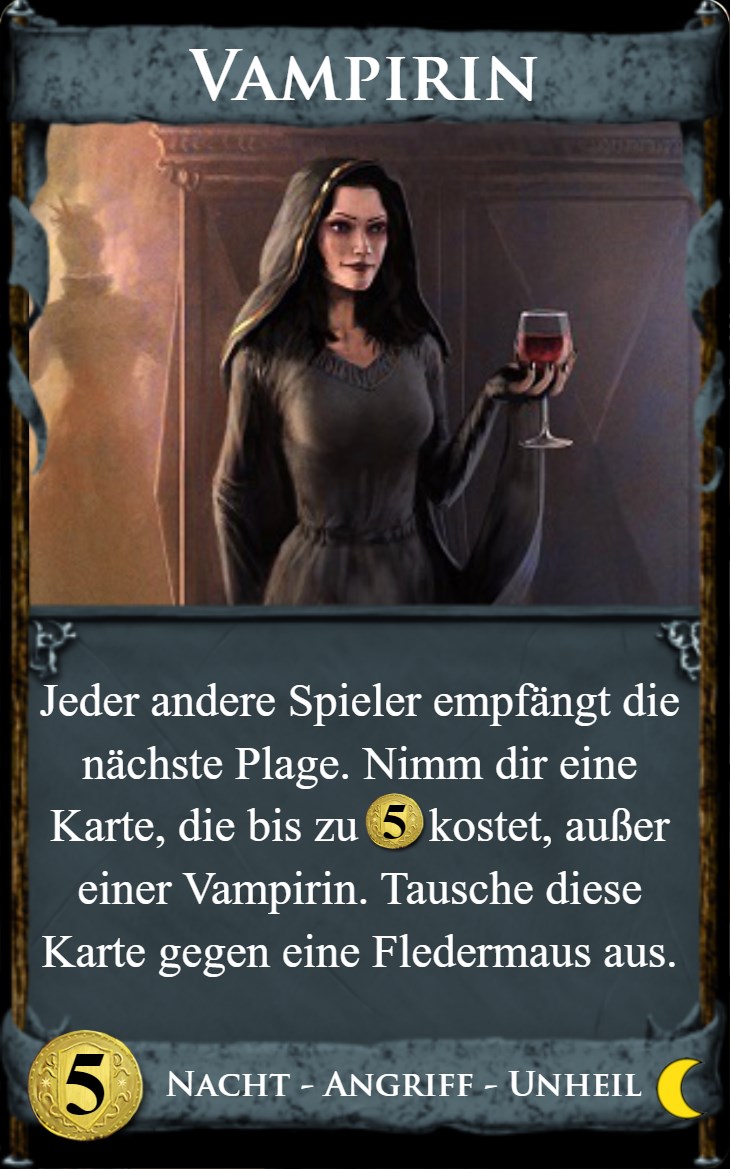 Vampirin
Jeder andere Spieler empfängt die
nächste Plage. Nimm dir eine
Karte, die bis zu 5 kostet, außer
einer Vampirin. Tausche diese
Karte gegen eine Fledermaus aus.
5 Nacht - Angriff - Unheil